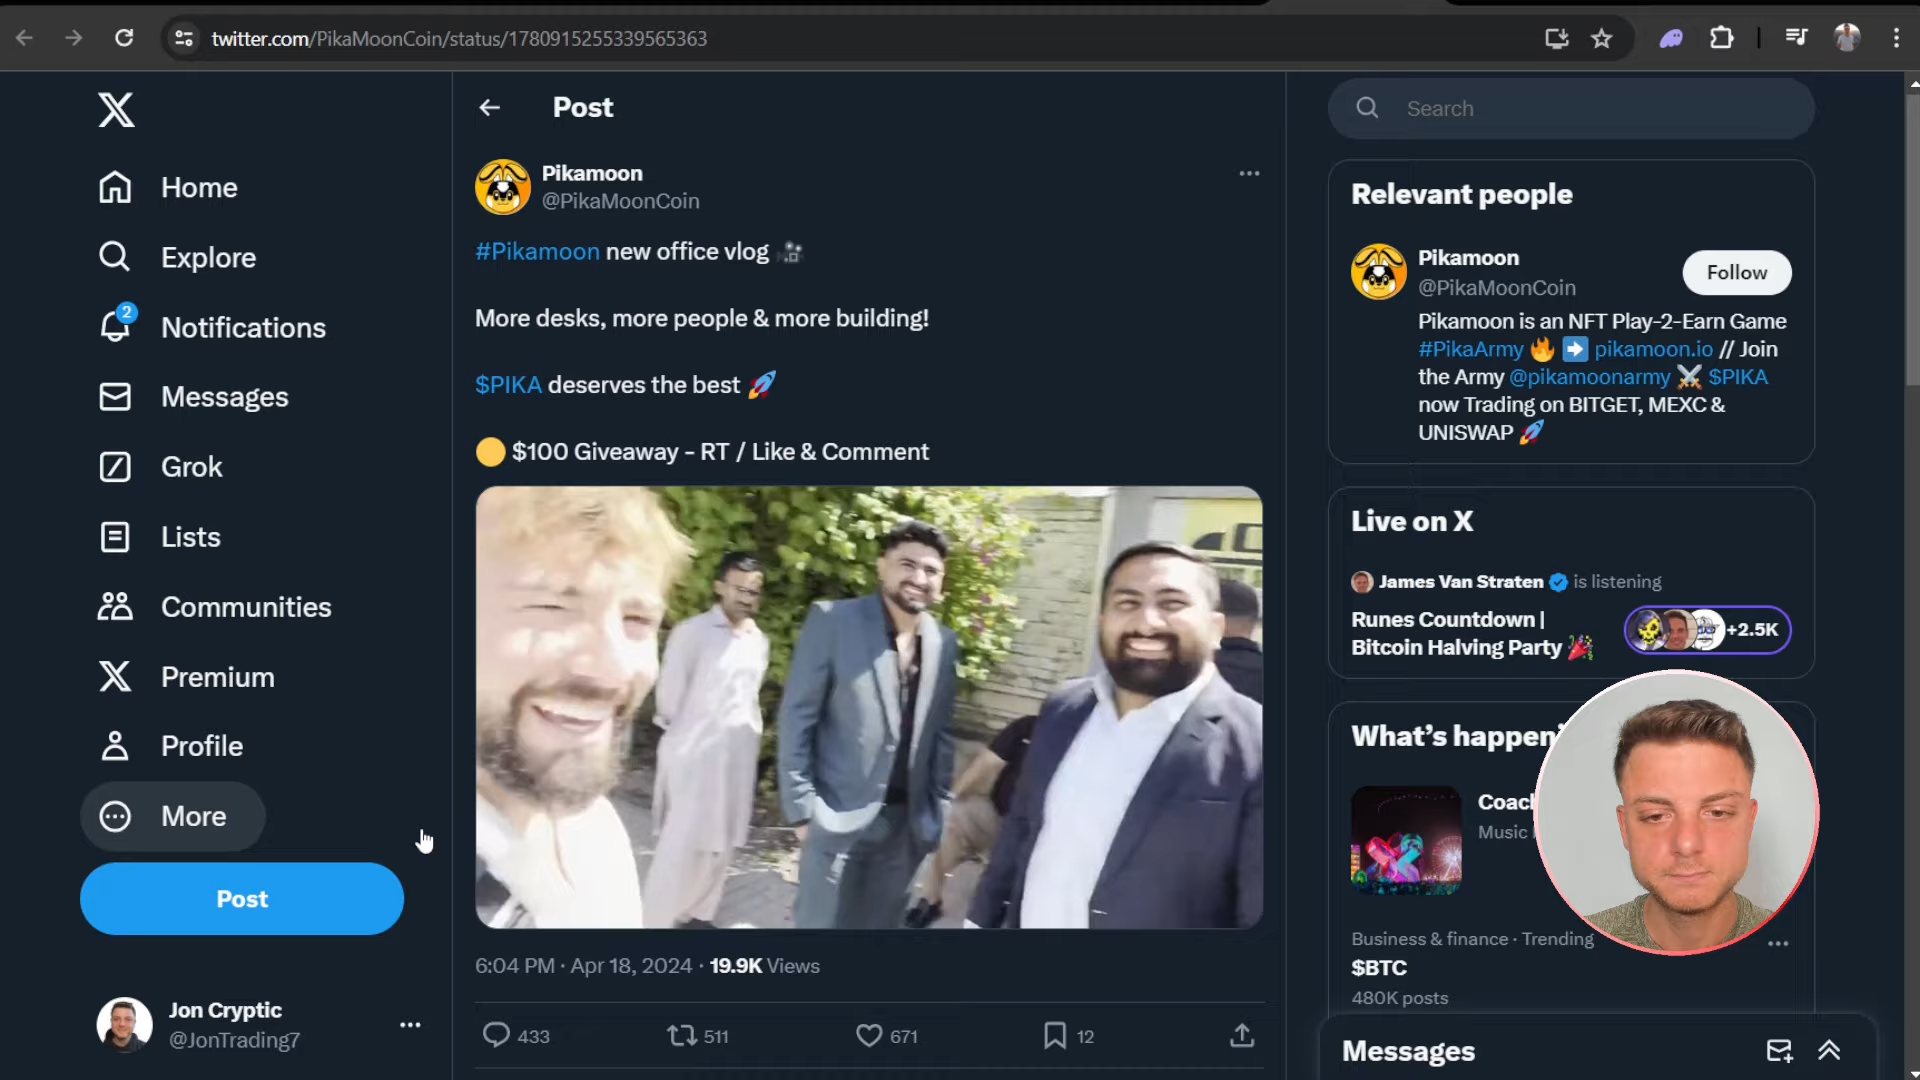 twitter.com/PikaMoonCoin/status/1780915255339565363
Home
Explore
2
Notifications
Messages
Grok
Lists
Communities
Premium
Profile
More
Post
Jon Cryptic
@JonTrading7
Post
Pikamoon
@PikaMoonCoin
#Pikamoon new office vlog
More desks, more people & more building!
$PIKA deserves the best 🚀
$100 Giveaway - RT / Like & Comment
6:04 PM · Apr 18, 2024 · 19.9K Views
433
511
671
12
Search
Relevant people
Pikamoon
@PikaMoonCoin
Follow
Pikamoon is an NFT Play-2-Earn Game
#PikaArmy 🔥 ➡️ pikamoon.io // Join
the Army @pikamoonarmy ⚔️ $PIKA
now Trading on BITGET, MEXC &
UNISWAP 🚀
Live on X
James Van Straten is listening
Runes Countdown |
Bitcoin Halving Party 🎉
+2.5K
What's happeni
Coac
Music
Business & finance · Trending
$BTC
480K posts
Messages